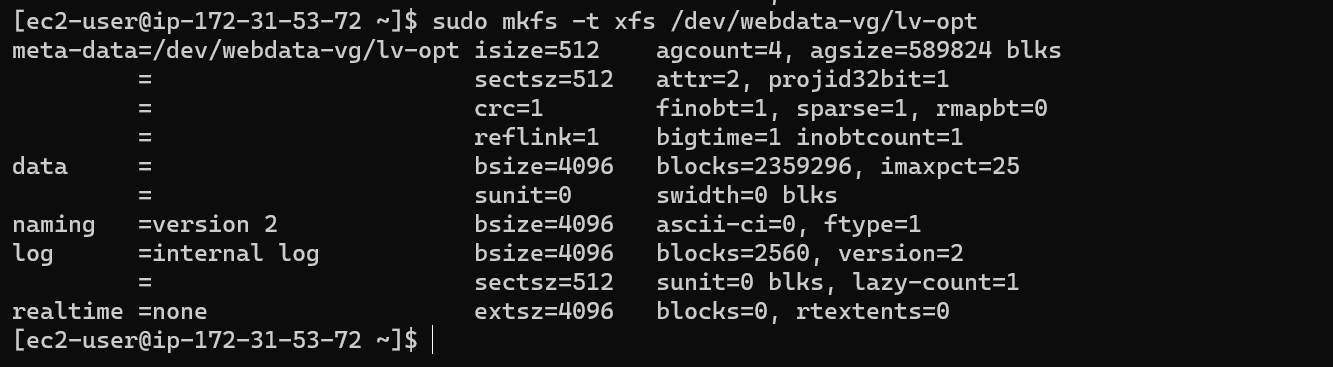 [ec2-user@ip-172-31-53-72 ~]$ sudo mkfs -t xfs /dev/webdata-vg/lv-opt
meta-data=/dev/webdata-vg/lv-opt isize=512    agcount=4, agsize=589824 blks
         =                       sectsz=512   attr=2, projid32bit=1
         =                       crc=1        finobt=1, sparse=1, rmapbt=0
         =                       reflink=1    bigtime=1 inobtcount=1
data     =                       bsize=4096   blocks=2359296, imaxpct=25
         =                       sunit=0      swidth=0 blks
naming   =version 2              bsize=4096   ascii-ci=0, ftype=1
log      =internal log           bsize=4096   blocks=2560, version=2
         =                       sectsz=512   sunit=0 blks, lazy-count=1
realtime =none                   extsz=4096   blocks=0, rtextents=0
[ec2-user@ip-172-31-53-72 ~]$